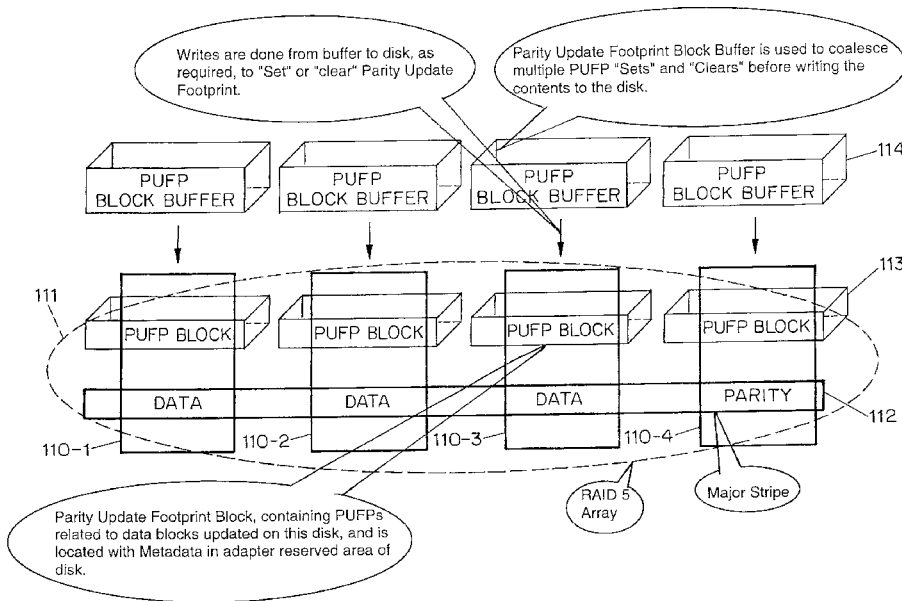 Writes are done from buffer to disk, as
required, to "Set" or "clear" Parity Update
Footprint.
Parity Update Footprint Block Buffer is used to coalesce
multiple PUFP "Sets" and "Ciears" before writing the
contents to the disk.
PUFP
BLOCK BUFFER
PUFP
BLOCK BUFFER
PUFP
BLOCK BUFFER
PUFP
BLOCK BUFFER
114
111
113
PUFP BLOCK
PUFP BLOCK
PUFP BLOCK
PUFP BLOCK
DATA
DATA
DATA
PARITY
112
110-1
110-2
110-3
110-4
RAID 5
Array
Major Stripe
Parity Update Footprint Block, containing PUFPs
related to data blocks updated on this disk, and is
located with Metadata in adapter reserved area of
disk.